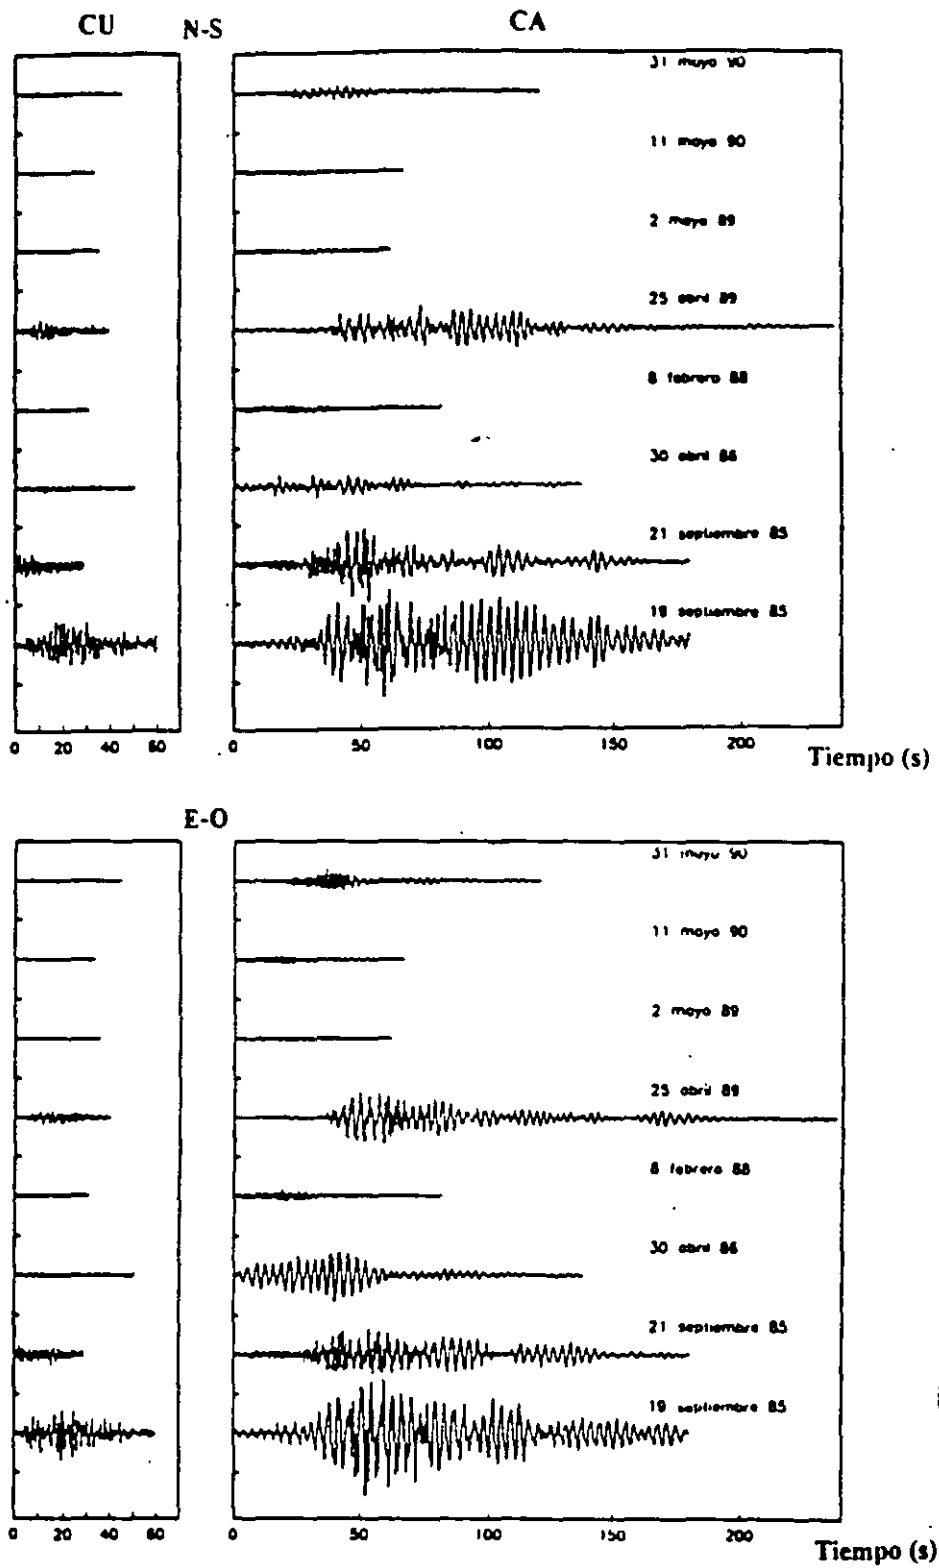 CU N-S CA
31 mayo 90
11 mayo 90
2 mayo 89
25 abril 89
8 febrero 88
30 abril 86
21 septiembre 85
19 septiembre 85
0 20 40 60 0 50 100 150 200
Tiempo (s)
E-O
31 mayo 90
11 mayo 90
2 mayo 89
25 abril 89
8 febrero 88
30 abril 86
21 septiembre 85
19 septiembre 85
0 20 40 60 0 50 100 150 200
Tiempo (s)